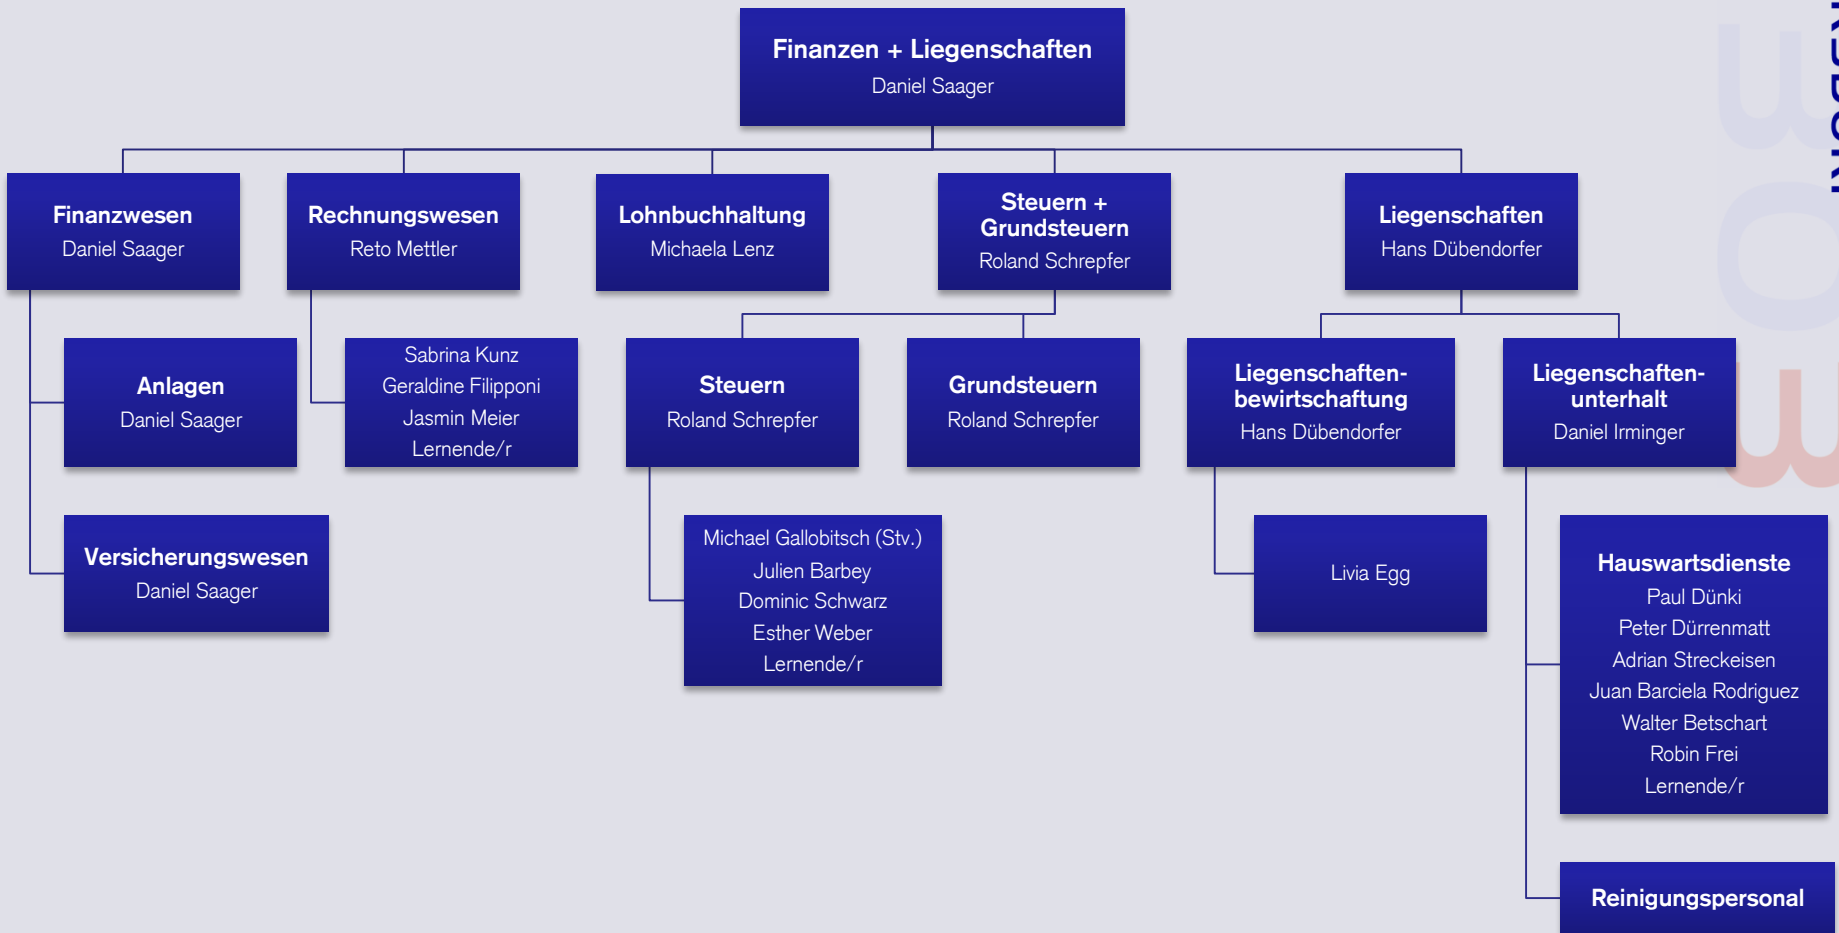 Finanzen + Liegenschaften
Daniel Saager
Finanzwesen
Daniel Saager
Rechnungswesen
Reto Mettler
Lohnbuchhaltung
Michaela Lenz
Steuern +
Grundsteuern
Roland Schrepfer
Liegenschaften
Hans Dübendorfer
Anlagen
Daniel Saager
Sabrina Kunz
Geraldine Filipponi
Jasmin Meier
Lernende/r
Steuern
Roland Schrepfer
Grundsteuern
Roland Schrepfer
Liegenschaften-
bewirtschaftung
Hans Dübendorfer
Liegenschaften-
unterhalt
Daniel Irminger
Versicherungswesen
Daniel Saager
Michael Gallobitsch (Stv.)
Julien Barbey
Dominic Schwarz
Esther Weber
Lernende/r
Livia Egg
Hauswartsdienste
Paul Dünki
Peter Dürrenmatt
Adrian Streckeisen
Juan Barciela Rodriguez
Walter Betschart
Robin Frei
Lernende/r
Reinigungspersonal